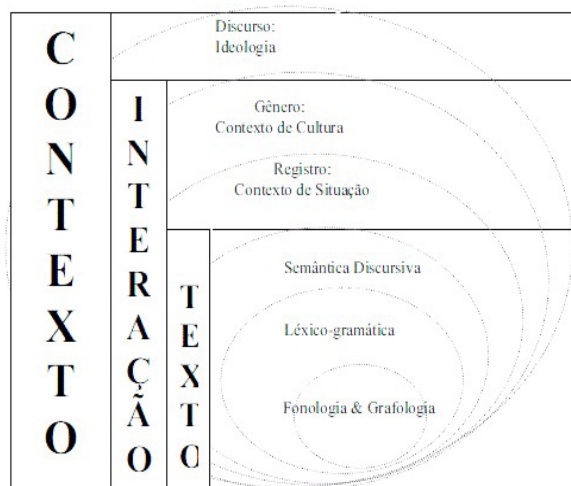 CONTEXTO
INTERAÇÃO
TEXTO
Discurso:
Ideologia
Gênero:
Contexto de Cultura
Registro:
Contexto de Situação
Semântica Discursiva
Léxico-gramática
Fonologia & Grafologia